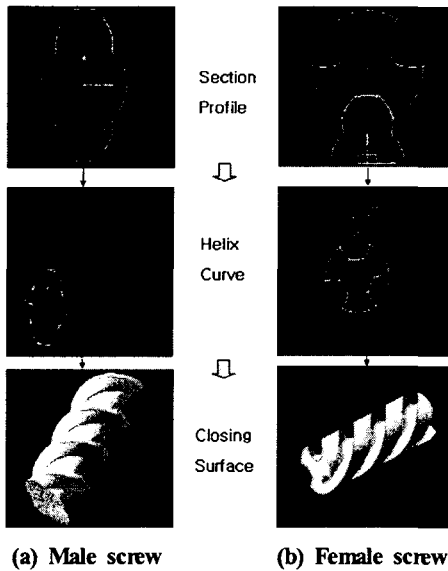 Section
Profile
Helix
Curve
Closing
Surface
(a) Male screw
(b) Female screw